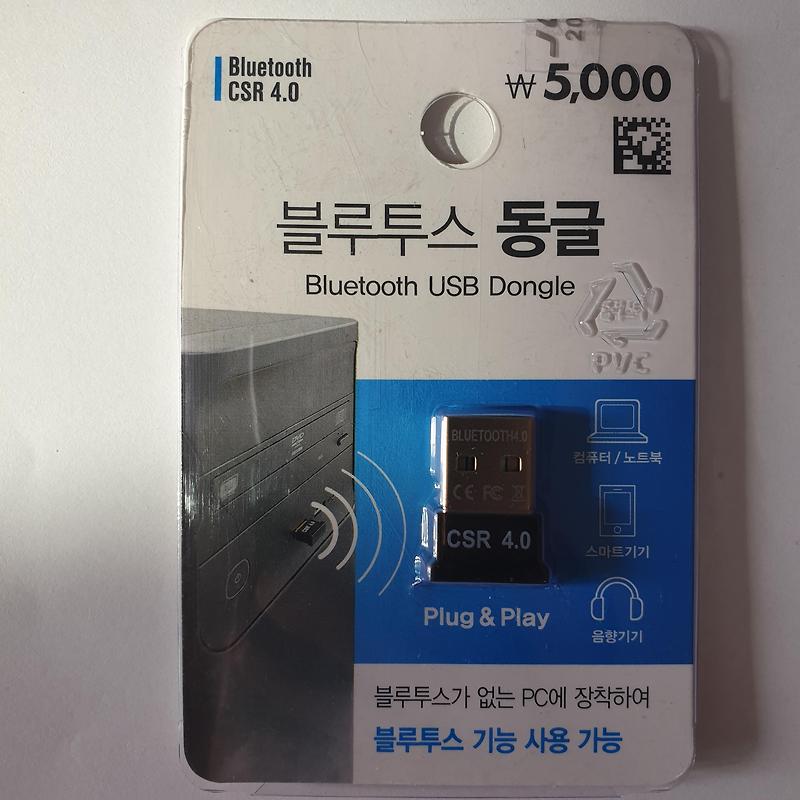 Bluetooth
CSR 4.0
₩ 5,000
블루투스 동글
Bluetooth USB Dongle
PVC
BLUETOOTH4.0
CE FC
CSR 4.0
컴퓨터 / 노트북
스마트기기
음향기기
Plug & Play
블루투스가 없는 PC에 장착하여
블루투스 기능 사용 가능